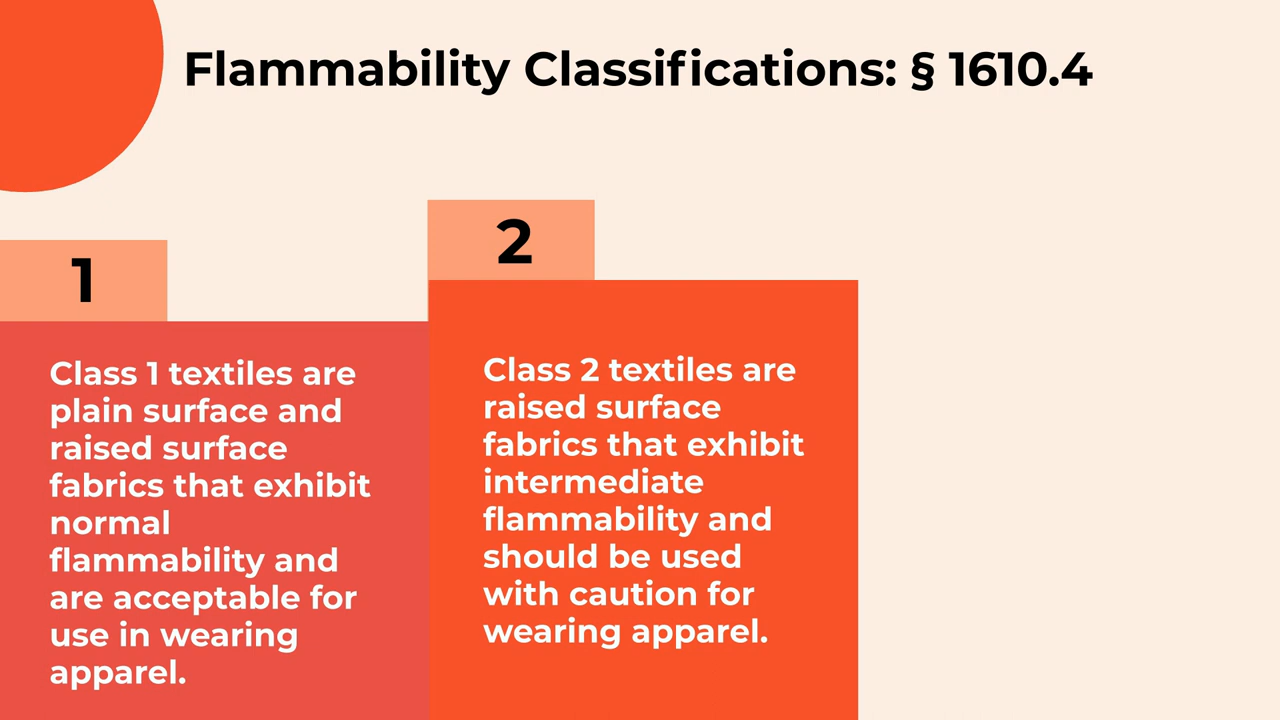 Flammability Classifications: § 1610.4
1
Class 1 textiles are
plain surface and
raised surface
fabrics that exhibit
normal
flammability and
are acceptable for
use in wearing
apparel.
2
Class 2 textiles are
raised surface
fabrics that exhibit
intermediate
flammability and
should be used
with caution for
wearing apparel.